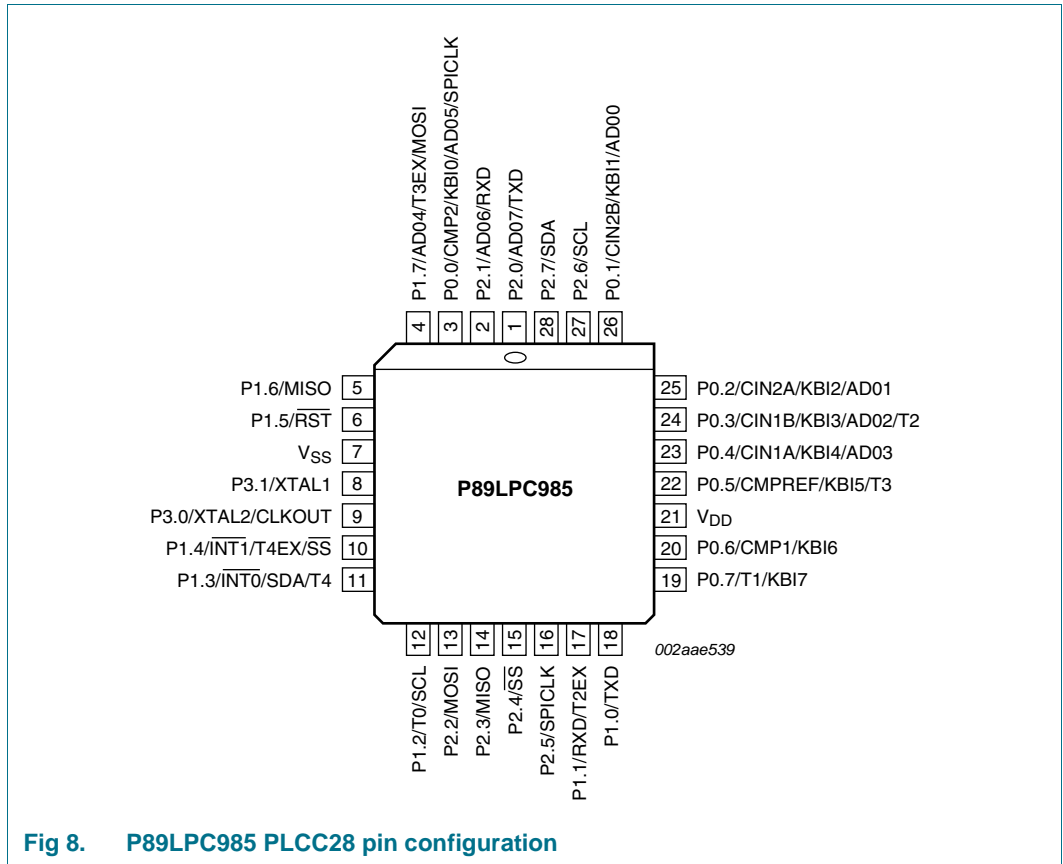 P1.7/AD04/T3EX/MOSI
P0.0/CMP2/KBI0/AD05/SPICLK
P2.1/AD06/RXD
P2.0/AD07/TXD
P2.7/SDA
P2.6/SCL
P0.1/CIN2B/KBI1/AD00
4
3
2
1
28
27
26
P1.6/MISO 5
P1.5/R̅S̅T̅ 6
VSS 7
P3.1/XTAL1 8
P3.0/XTAL2/CLKOUT 9
P1.4/I̅N̅T̅1̅/T4EX/S̅S̅ 10
P1.3/I̅N̅T̅0̅/SDA/T4 11
P89LPC985
25 P0.2/CIN2A/KBI2/AD01
24 P0.3/CIN1B/KBI3/AD02/T2
23 P0.4/CIN1A/KBI4/AD03
22 P0.5/CMPREF/KBI5/T3
21 VDD
20 P0.6/CMP1/KBI6
19 P0.7/T1/KBI7
12
13
14
15
16
17
18
P1.2/T0/SCL
P2.2/MOSI
P2.3/MISO
P2.4/S̅S̅
P2.5/SPICLK
P1.1/RXD/T2EX
P1.0/TXD
002aae539
Fig 8. P89LPC985 PLCC28 pin configuration